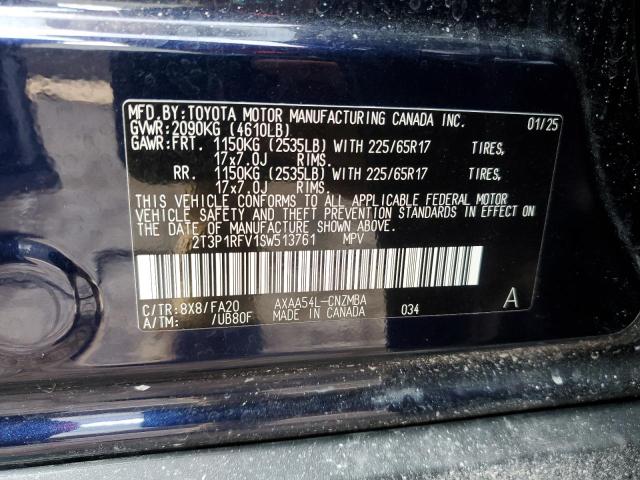 MFD.BY:TOYOTA MOTOR MANUFACTURING CANADA INC. 01/25
GVWR:2090KG (4610LB)
GAWR:FRT. 1150KG (2535LB) WITH 225/65R17 TIRES,
17x7.0J RIMS.
RR. 1150KG (2535LB) WITH 225/65R17 TIRES,
17x7.0J RIMS.
THIS VEHICLE CONFORMS TO ALL APPLICABLE FEDERAL MOTOR
VEHICLE SAFETY AND THEFT PREVENTION STANDARDS IN EFFECT ON
THE DATE OF MANUFACTURE SHOWN ABOVE.
2T3P1RFV1SW513761 MPV
C/TR:8X8/FA20 AXAA54L-CNZMBA A
A/TM: /UB80F MADE IN CANADA 034